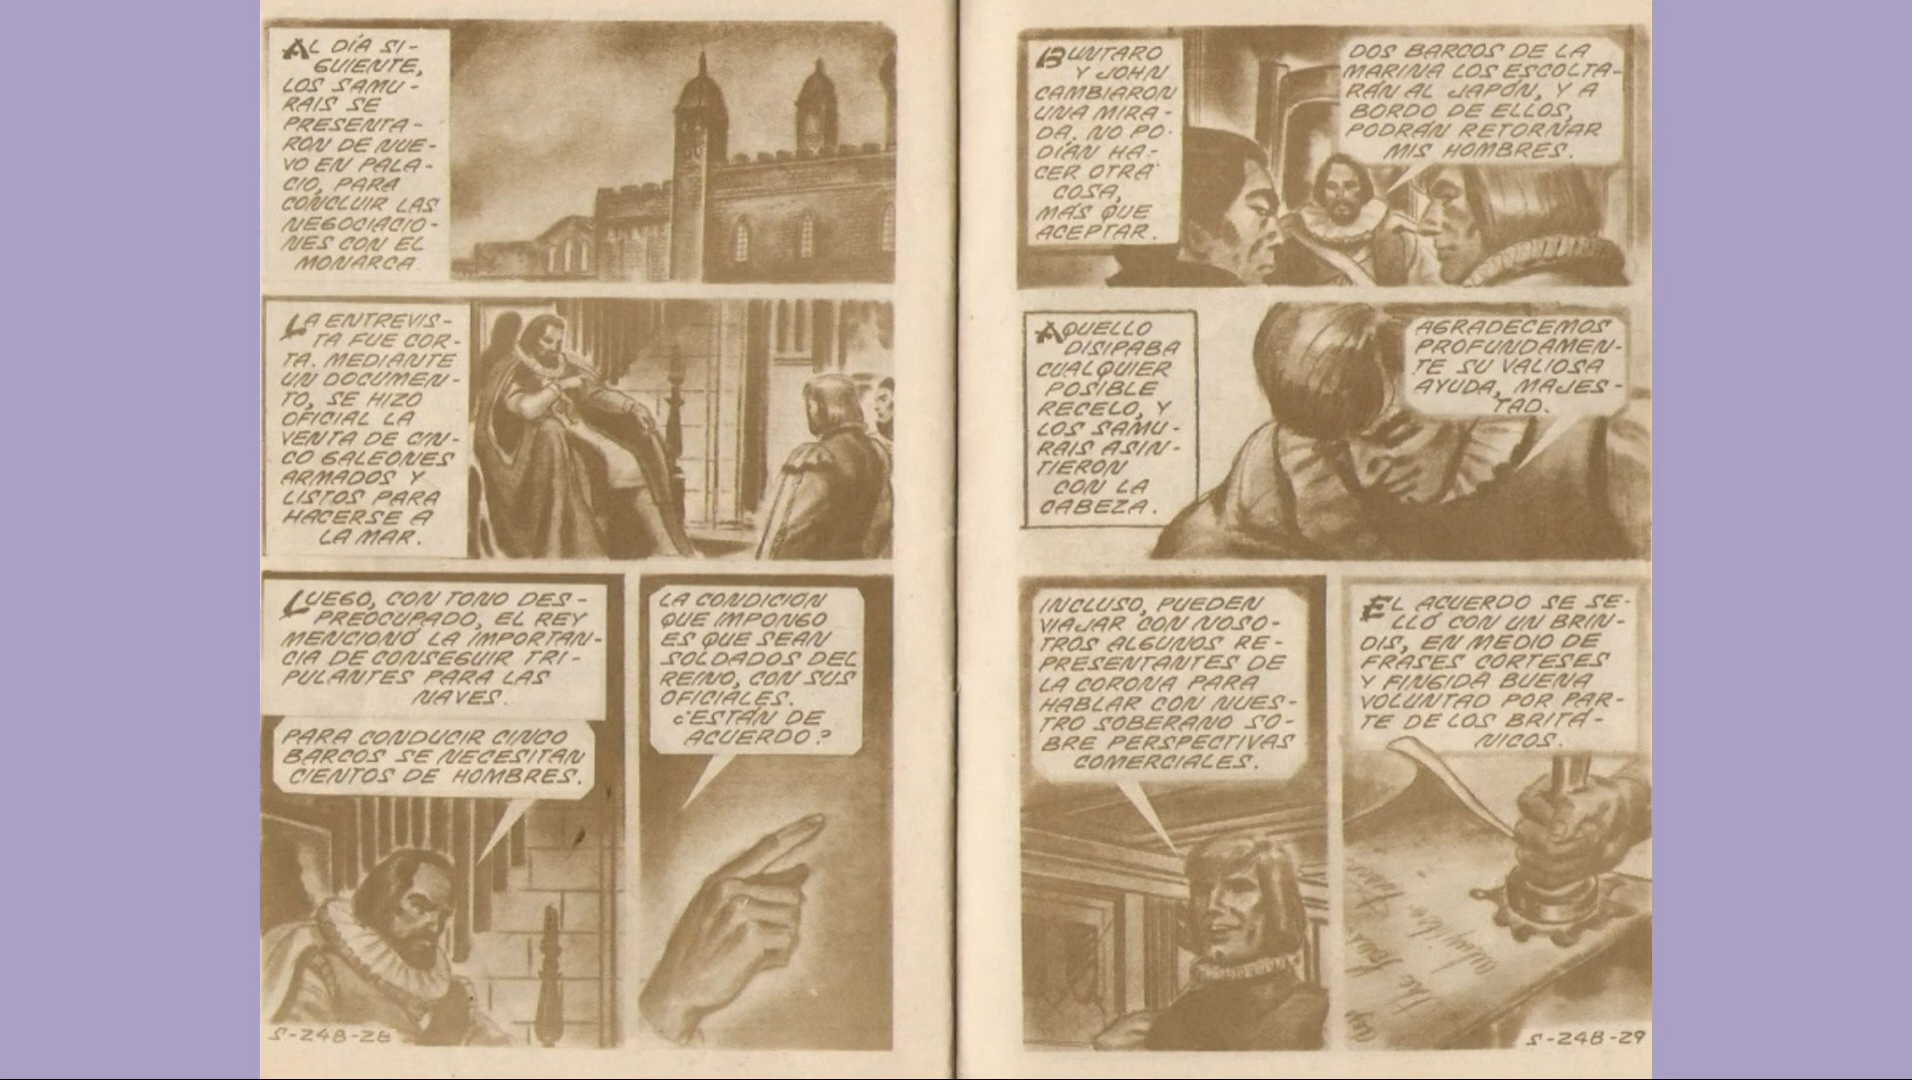 AL DÍA SI-
GUIENTE,
LOS SAMU-
RAIS SE
PRESENTA-
RON DE NUE-
VO EN PALA-
CIO, PARA
CONCLUIR LAS
NEGOCIACIO-
NES CON EL
MONARCA.
LA ENTREVIS-
TA FUE COR-
TA. MEDIANTE
UN DOCUMEN-
TO, SE HIZO
OFICIAL LA
VENTA DE CIN-
CO GALEONES
ARMADOS Y
LISTOS PARA
HACERSE A
LA MAR.
LUEGO, CON TONO DES-
PREOCUPADO, EL REY
MENCIONÓ LA IMPORTAN-
CIA DE CONSEGUIR TRI-
PULANTES PARA LAS
NAVES.
PARA CONDUCIR CINCO
BARCOS SE NECESITAN
CIENTOS DE HOMBRES.
LA CONDICIÓN
QUE IMPONGO
ES QUE SEAN
SOLDADOS DEL
REINO, CON SUS
OFICIALES.
¿ESTÁN DE
ACUERDO?
S-248-28
BUNTARO
Y JOHN
CAMBIARON
UNA MIRA-
DA. NO PO-
DÍAN HA-
CER OTRA
COSA,
MÁS QUE
ACEPTAR.
DOS BARCOS DE LA
MARINA LOS ESCOLTA-
RÁN AL JAPÓN, Y A
BORDO DE ELLOS,
PODRÁN RETORNAR
MIS HOMBRES.
AQUELLO
DISIPABA
CUALQUIER
POSIBLE
RECELO, Y
LOS SAMU-
RAIS ASIN-
TIERON
CON LA
CABEZA.
AGRADECEMOS
PROFUNDAMEN-
TE SU VALIOSA
AYUDA, MAJES-
TAD.
INCLUSO, PUEDEN
VIAJAR CON NOSO-
TROS ALGUNOS RE-
PRESENTANTES DE
LA CORONA PARA
HABLAR CON NUES-
TRO SOBERANO SO-
BRE PERSPECTIVAS
COMERCIALES.
EL ACUERDO SE SE-
LLÓ CON UN BRIN-
DIS, EN MEDIO DE
FRASES CORTESES
Y FINGIDA BUENA
VOLUNTAD POR PAR-
TE DE LOS BRITÁ-
NICOS.
S-248-29